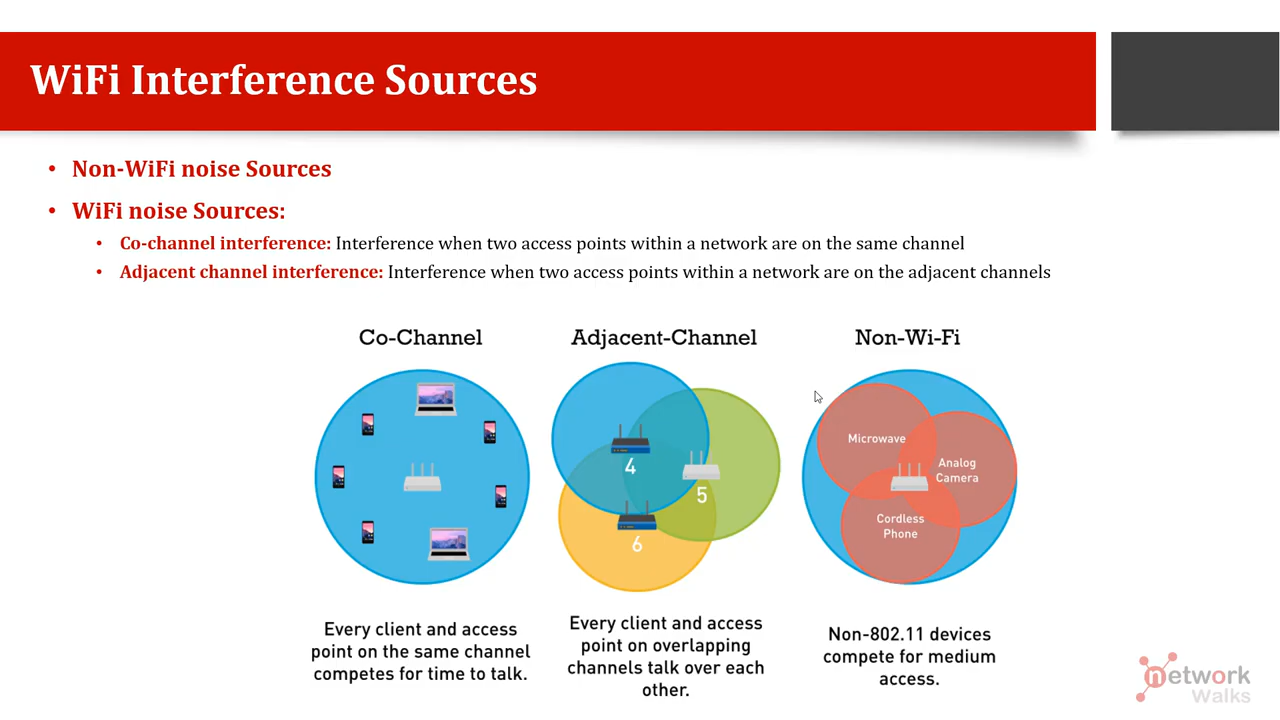 WiFi Interference Sources
• Non-WiFi noise Sources
• WiFi noise Sources:
• Co-channel interference: Interference when two access points within a network are on the same channel
• Adjacent channel interference: Interference when two access points within a network are on the adjacent channels
Co-Channel
Every client and access
point on the same channel
competes for time to talk.
Adjacent-Channel
4
5
6
Every client and access
point on overlapping
channels talk over each
other.
Non-Wi-Fi
Microwave
Analog
Camera
Cordless
Phone
Non-802.11 devices
compete for medium
access.
network
Walks